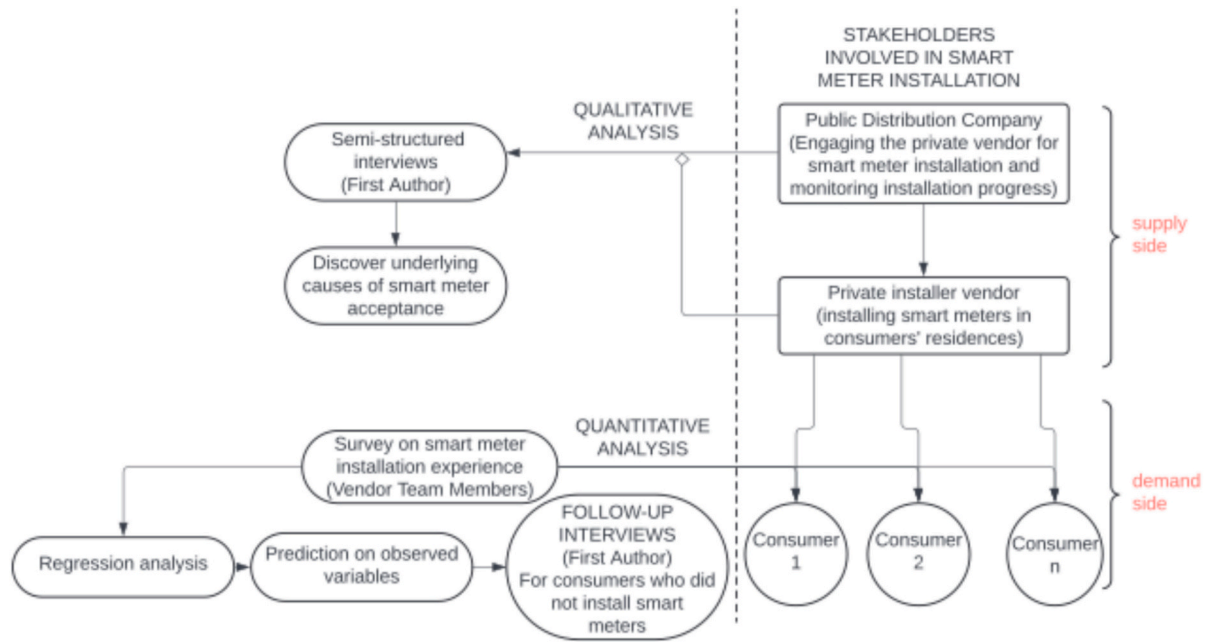 STAKEHOLDERS
INVOLVED IN SMART
METER INSTALLATION
QUALITATIVE
ANALYSIS
Public Distribution Company
(Engaging the private vendor for
smart meter installation and
monitoring installation progress)
Semi-structured
interviews
(First Author)
supply
side
Discover underlying
causes of smart meter
acceptance
Private installer vendor
(installing smart meters in
consumers' residences)
QUANTITATIVE
ANALYSIS
Survey on smart meter
installation experience
(Vendor Team Members)
demand
side
Regression analysis
Prediction on observed
variables
FOLLOW-UP
INTERVIEWS
(First Author)
For consumers who did
not install smart
meters
Consumer
1
Consumer
2
Consumer
n